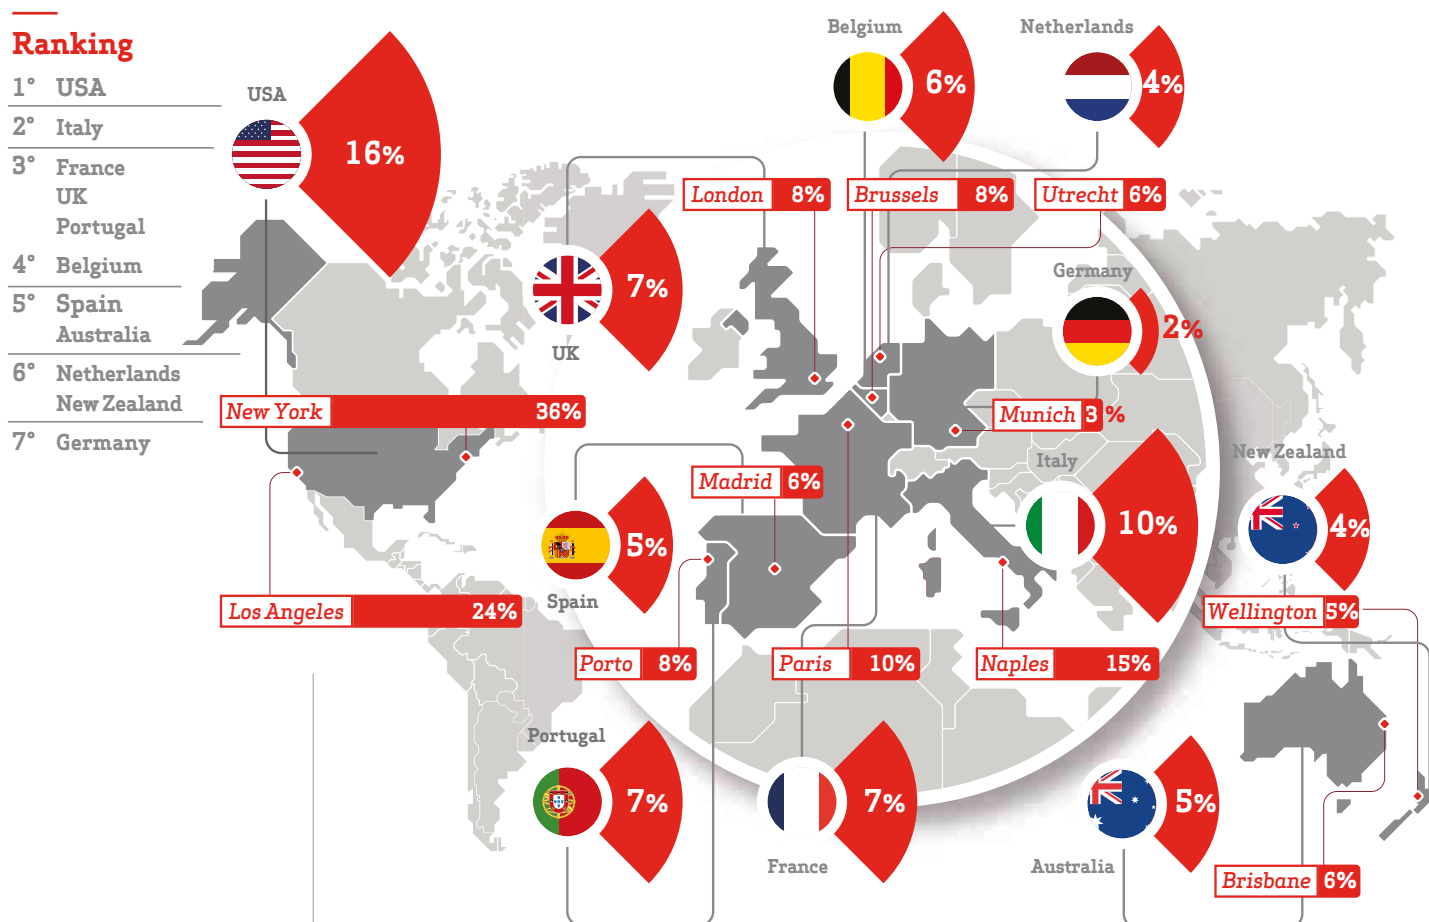 Ranking
1° USA
2° Italy
3° France
UK
Portugal
4° Belgium
5° Spain
Australia
6° Netherlands
New Zealand
7° Germany
USA
16%
Belgium
6%
Netherlands
4%
London 8%
Brussels 8%
Utrecht 6%
UK
7%
Germany
2%
New York 36%
Munich 3%
Italy
10%
New Zealand
4%
Madrid 6%
Spain
5%
Los Angeles 24%
Wellington 5%
Porto 8%
Paris 10%
Naples 15%
Portugal
7%
France
7%
Australia
5%
Brisbane 6%